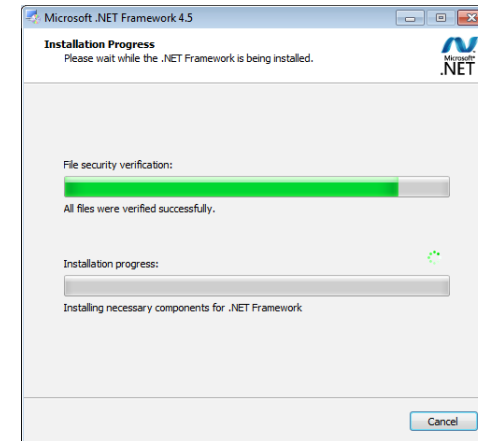 Microsoft .NET Framework 4.5
Installation Progress
Please wait while the .NET Framework is being installed.
Microsoft®
.NET
File security verification:
All files were verified successfully.
Installation progress:
Installing necessary components for .NET Framework
Cancel